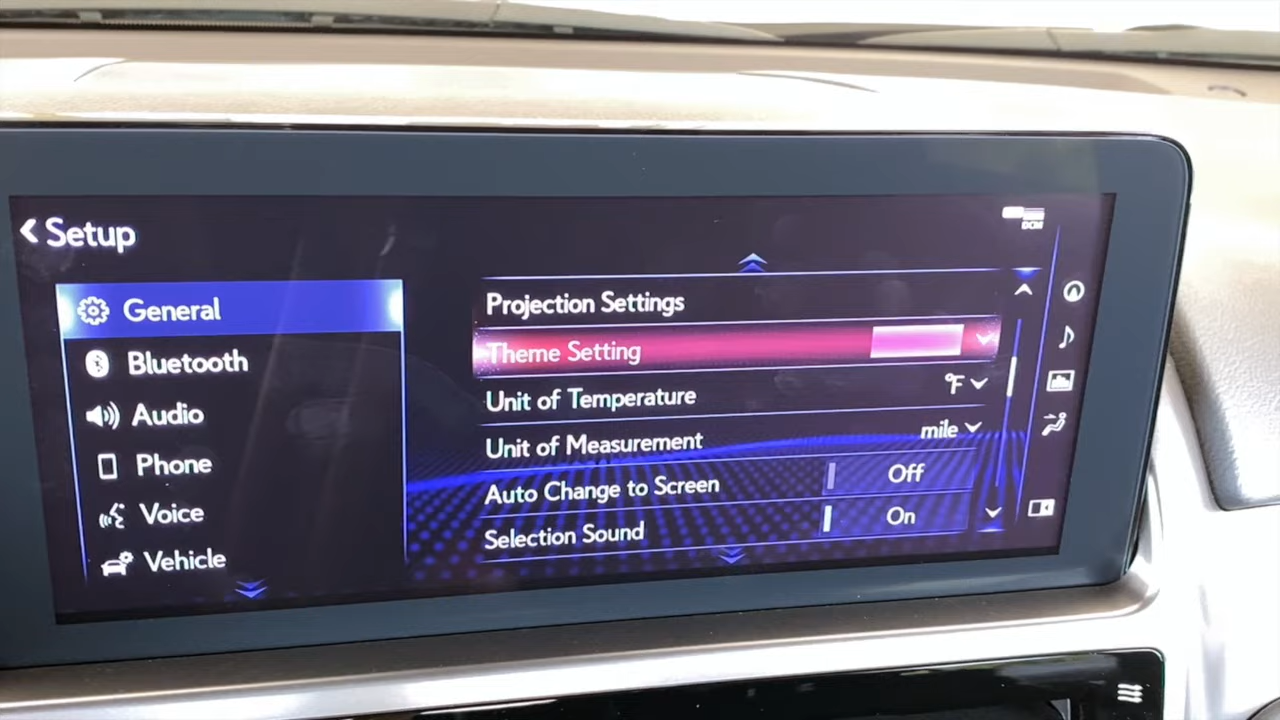 Setup
DCM
General
Bluetooth
Audio
Phone
Voice
Vehicle
Projection Settings
Theme Setting
Unit of Temperature °F
Unit of Measurement mile
Auto Change to Screen Off
Selection Sound On